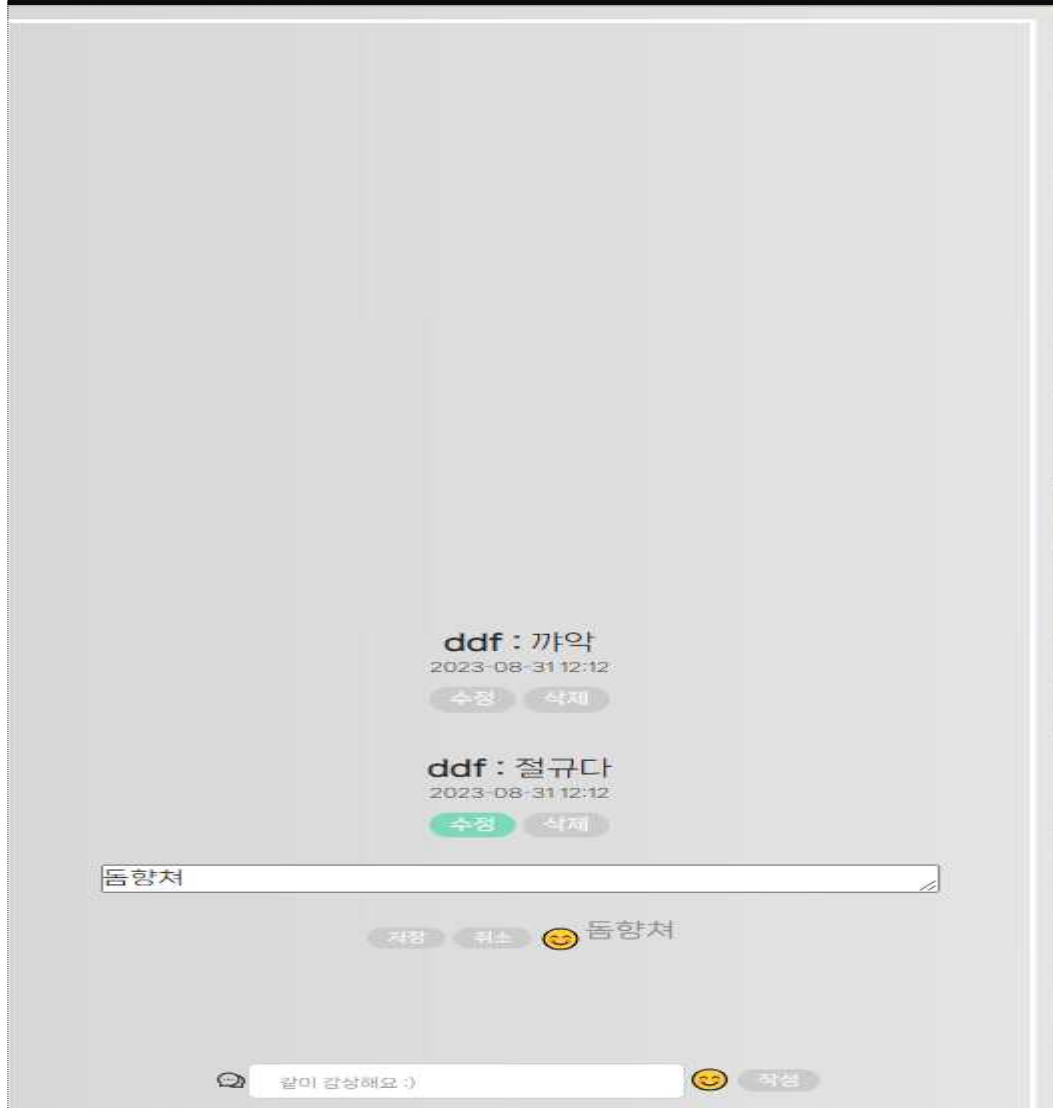 ddf : 꺄악
2023-08-31 12:12
수정 삭제
ddf : 절규다
2023-08-31 12:12
수정 삭제
돔향쳐
저장 취소 돔향쳐
같이 감상해요 :)
작성